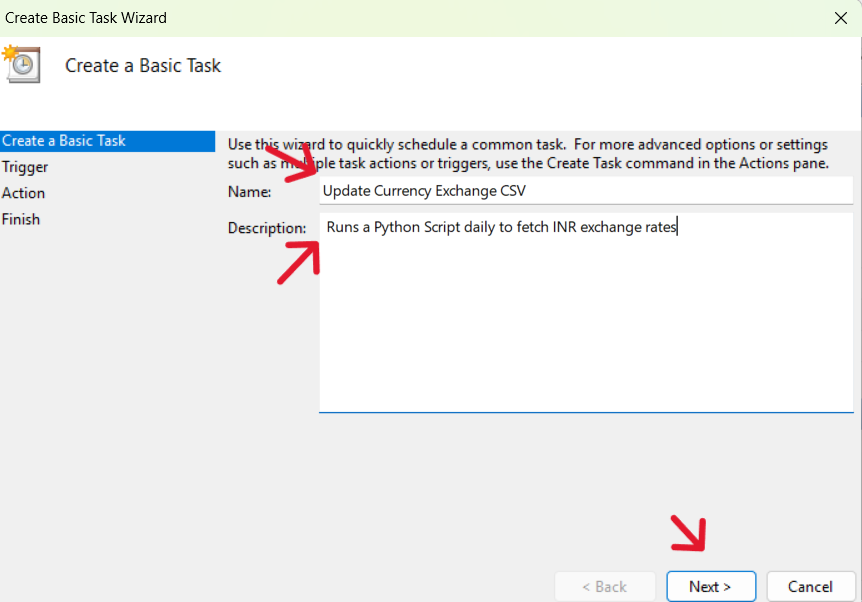 Create Basic Task Wizard
Create a Basic Task
Create a Basic Task
Trigger
Action
Finish
Use this wizard to quickly schedule a common task. For more advanced options or settings
such as multiple task actions or triggers, use the Create Task command in the Actions pane.
Name: Update Currency Exchange CSV
Description: Runs a Python Script daily to fetch INR exchange rates
< Back Next > Cancel